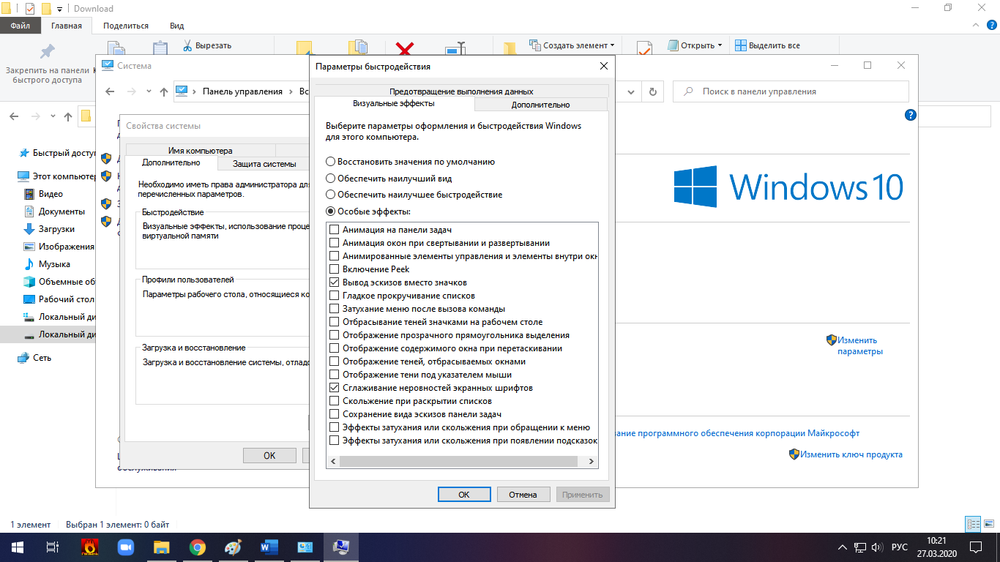 Download
Файл
Главная
Поделиться
Вид
Закрепить на панели
быстрого доступа
Вырезать
Создать элемент
Открыть
Выделить все
Быстрый досту
Этот компьютер
Видео
Документы
Загрузки
Изображения
Музыка
Объемные об
Рабочий стол
Локальный ди
Локальный ди
Сеть
1 элемент
Выбран 1 элемент: 0 байт
Система
Панель управления
Вс
Поиск в панели управления
Windows 10
Изменить
параметры
ание программного обеспечения корпорации Майкрософт
Изменить ключ продукта
обслуживания
Свойства системы
Имя компьютера
Дополнительно
Защита системы
Необходимо иметь права администратора для
перечисленных параметров.
Быстродействие
Визуальные эффекты, использование проце
виртуальной памяти
Профили пользователей
Параметры рабочего стола, относящиеся ко
Загрузка и восстановление
Загрузка и восстановление системы, отладо
ОК
Параметры быстродействия
Предотвращение выполнения данных
Визуальные эффекты
Дополнительно
Выберите параметры оформления и быстродействия Windows
для этого компьютера.
Восстановить значения по умолчанию
Обеспечить наилучший вид
Обеспечить наилучшее быстродействие
Особые эффекты:
Анимация на панели задач
Анимация окон при свертывании и развертывании
Анимированные элементы управления и элементы внутри окн
Включение Peek
Вывод эскизов вместо значков
Гладкое прокручивание списков
Затухание меню после вызова команды
Отбрасывание теней значками на рабочем столе
Отображение прозрачного прямоугольника выделения
Отображение содержимого окна при перетаскивании
Отображение теней, отбрасываемых окнами
Отображение тени под указателем мыши
Сглаживание неровностей экранных шрифтов
Скольжение при раскрытии списков
Сохранение вида эскизов панели задач
Эффекты затухания или скольжения при обращении к меню
Эффекты затухания или скольжения при появлении подсказок
ОК
Отмена
Применить
РУС
10:21
27.03.2020